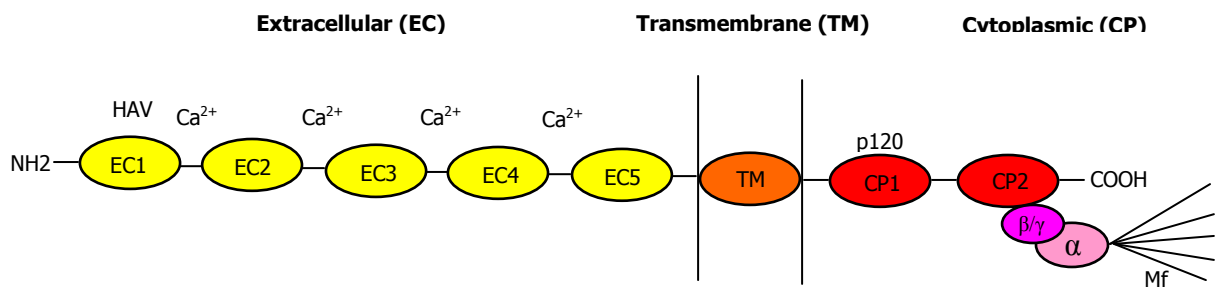 Extracellular (EC) Transmembrane (TM) Cytoplasmic (CP)
HAV Ca²⁺ Ca²⁺ Ca²⁺ Ca²⁺
p120
NH2 EC1 EC2 EC3 EC4 EC5 TM CP1 CP2 COOH
β/γ
α
Mf